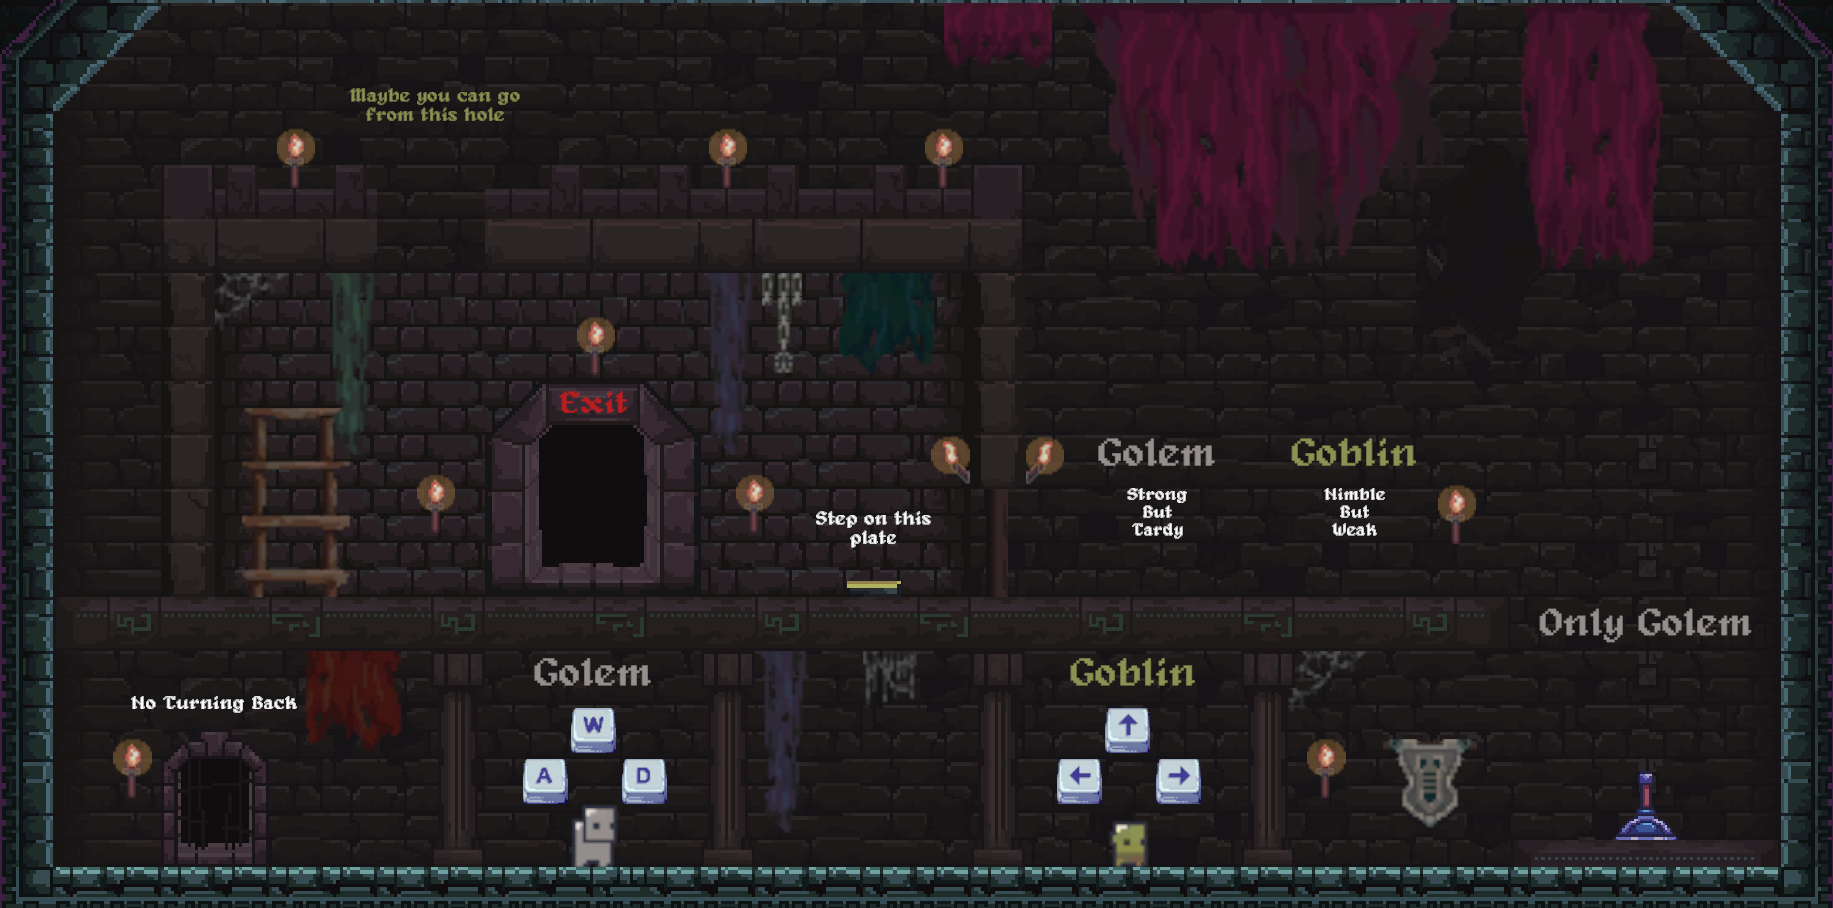 Maybe you can go
from this hole
Exit
Golem
Goblin
Strong
But
Tardy
Nimble
But
Weak
Step on this
plate
Only Golem
Golem
Goblin
No Turning Back
W
A
D
↑
←
→